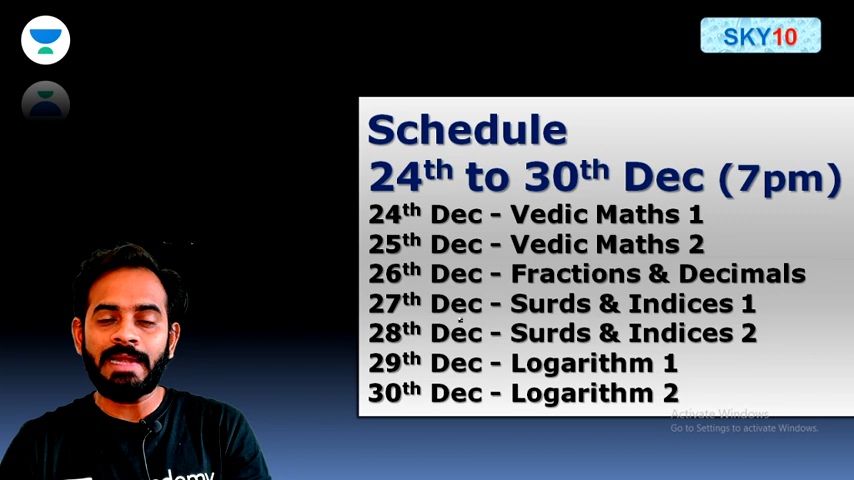 SKY10
Schedule
24th to 30th Dec (7pm)
24th Dec - Vedic Maths 1
25th Dec - Vedic Maths 2
26th Dec - Fractions & Decimals
27th Dec - Surds & Indices 1
28th Dec - Surds & Indices 2
29th Dec - Logarithm 1
30th Dec - Logarithm 2
Activate Windows
Go to Settings to activate Windows.